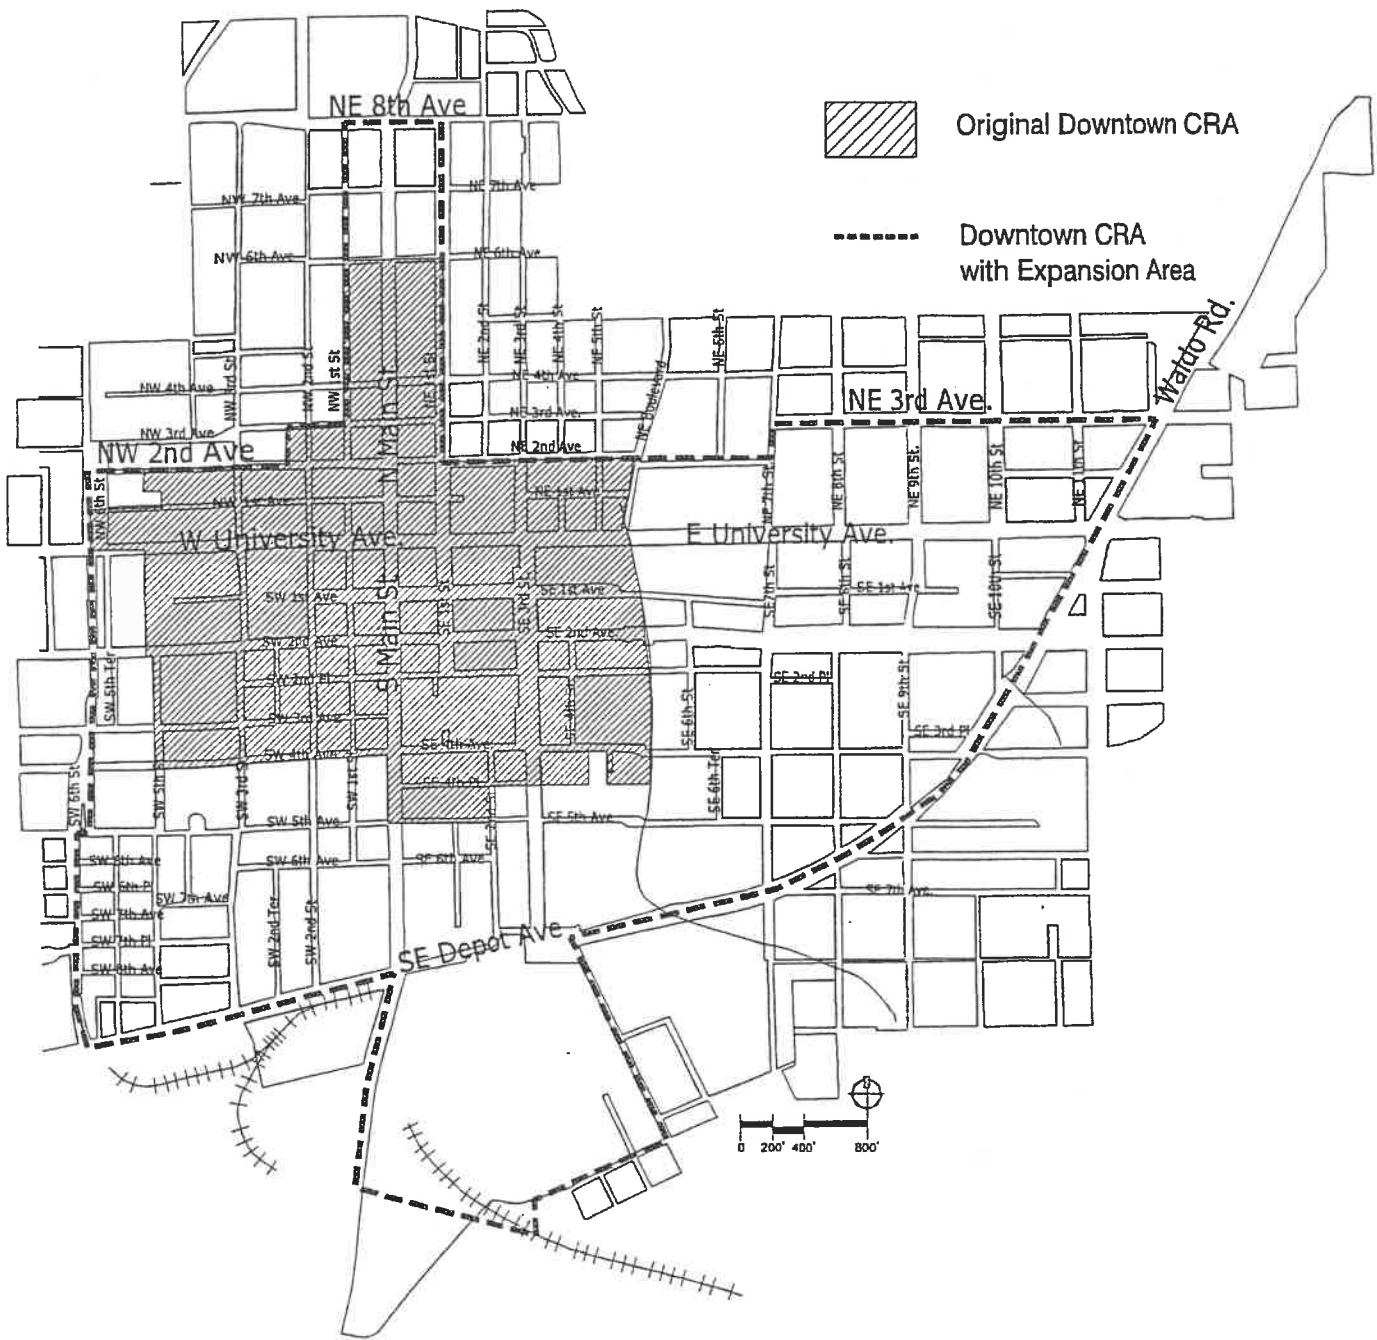 NE 8th Ave
Original Downtown CRA
Downtown CRA
with Expansion Area
NW 7th Ave
NE 7th Ave
NW 6th Ave
NE 6th Ave
NE 2nd St
NE 3rd St
NE 4th St
NE 5th St
NE 6th St
Waldo Rd.
NW 4th Ave
NW 3rd St
NW 2nd St
NW 1st St
N Main St
NE 1st St
NE 4th Ave
NE Boulevard
NE 3rd Ave.
NW 3rd Ave
NE 3rd Ave.
NW 2nd Ave
NE 2nd Ave
NW 6th St
NW 1st Ave
NE 1st Ave
NE 7th St
NE 8th St
NE 9th St.
NE 10th St
NE 11th St
W University Ave.
E University Ave.
SW 1st Ave
S Main St
SE 1st St
SE 3rd St
SE 1st Ave
SE 7th St
SE 1st Ave
SE 10th St
SW 2nd Ave
SE 2nd Ave.
SW 5th Ter
SW 2nd Pl
SE 2nd Pl
SE 9th St
SW 3rd Ave
SE 4th St
SE 6th St
SE 3rd Pl
SW 4th Ave
SE 4th Ave
SW 6th St
SW 5th S
SW 3rd S
SW 1st S
SE 4th Pl
SE 6th Ter
SW 5th Ave
SE 5th Ave
SW 6th Ave
SW 6th Ave
SE 6th Ave
SW 6th Pl
SW 7th Ave
SE 7th Ave.
SW 7th Ave
SW 2nd Ter
SW 2nd St
SW 7th Pl
SE Depot Ave
SW 8th Ave
0 200' 400' 800'